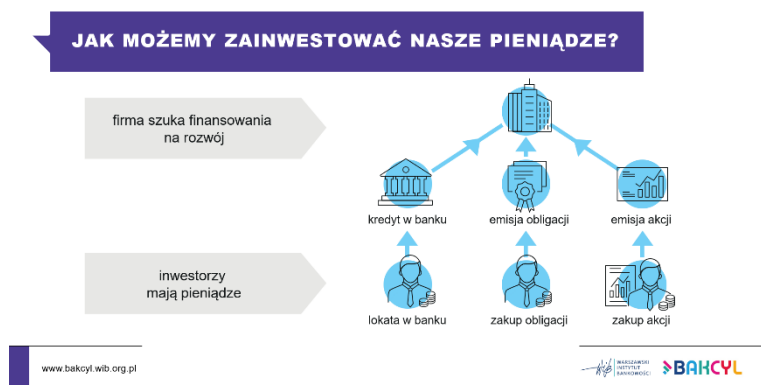 JAK MOŻEMY ZAINWESTOWAĆ NASZE PIENIĄDZE?
firma szuka finansowania
na rozwój
kredyt w banku
emisja obligacji
emisja akcji
inwestorzy
mają pieniądze
lokata w banku
zakup obligacji
zakup akcji
www.bakcyl.wib.org.pl
WIB
WARSZAWSKI
INSTYTUT
BANKOWOŚCI
BAKCYL